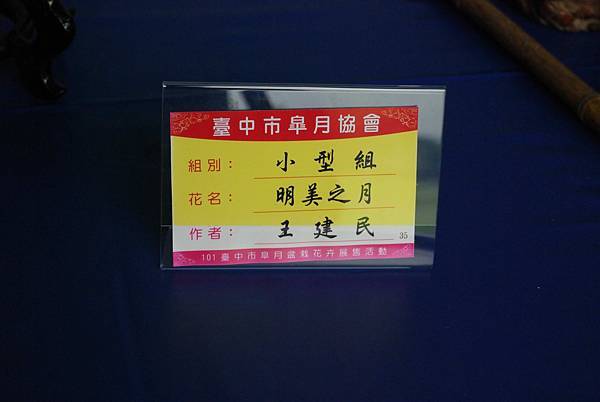 臺中市皐月協會
組別： 小型組
花名： 明美之月
作者： 王建民 35
101臺中市皐月盆栽花卉展售活動